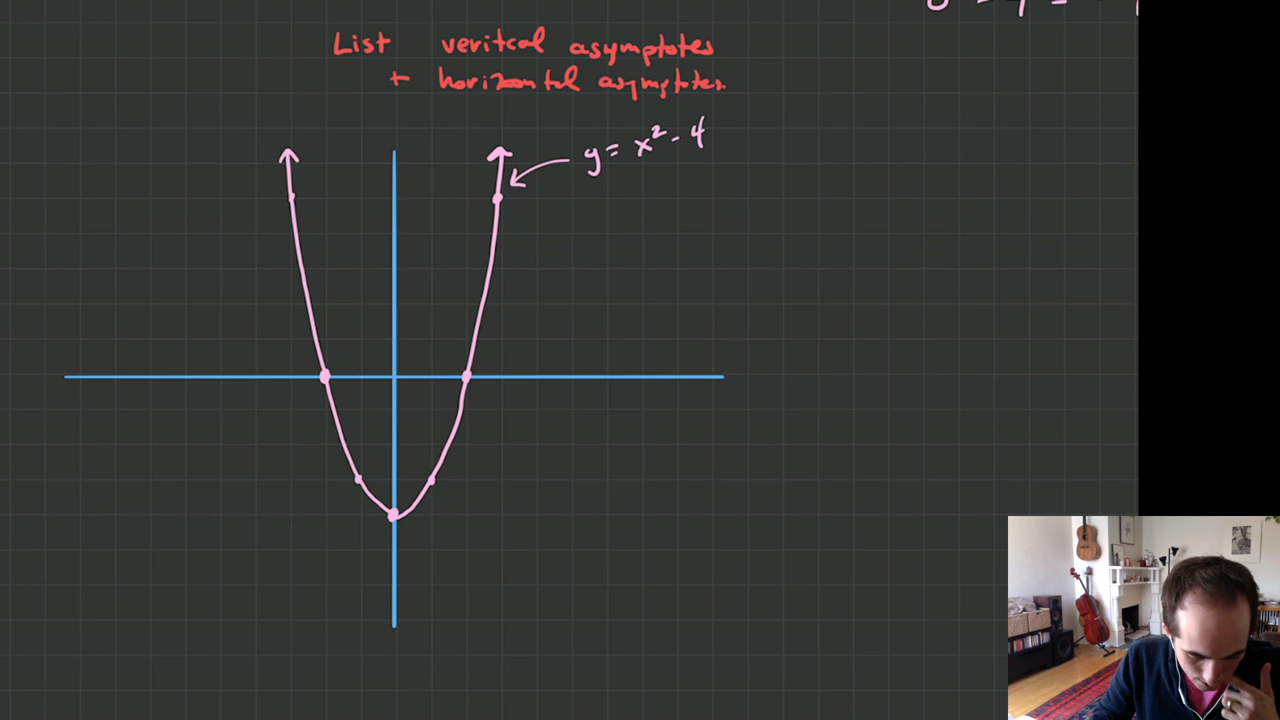 List veritcal asymptotes
+ horizontal asymptotes.
y = x² - 4